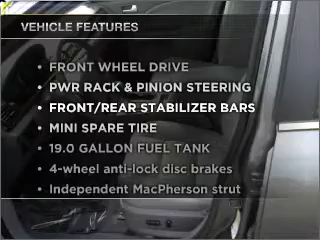 VEHICLE FEATURES
• FRONT WHEEL DRIVE
• PWR RACK & PINION STEERING
• FRONT/REAR STABILIZER BARS
• MINI SPARE TIRE
• 19.0 GALLON FUEL TANK
• 4-wheel anti-lock disc brakes
• Independent MacPherson strut